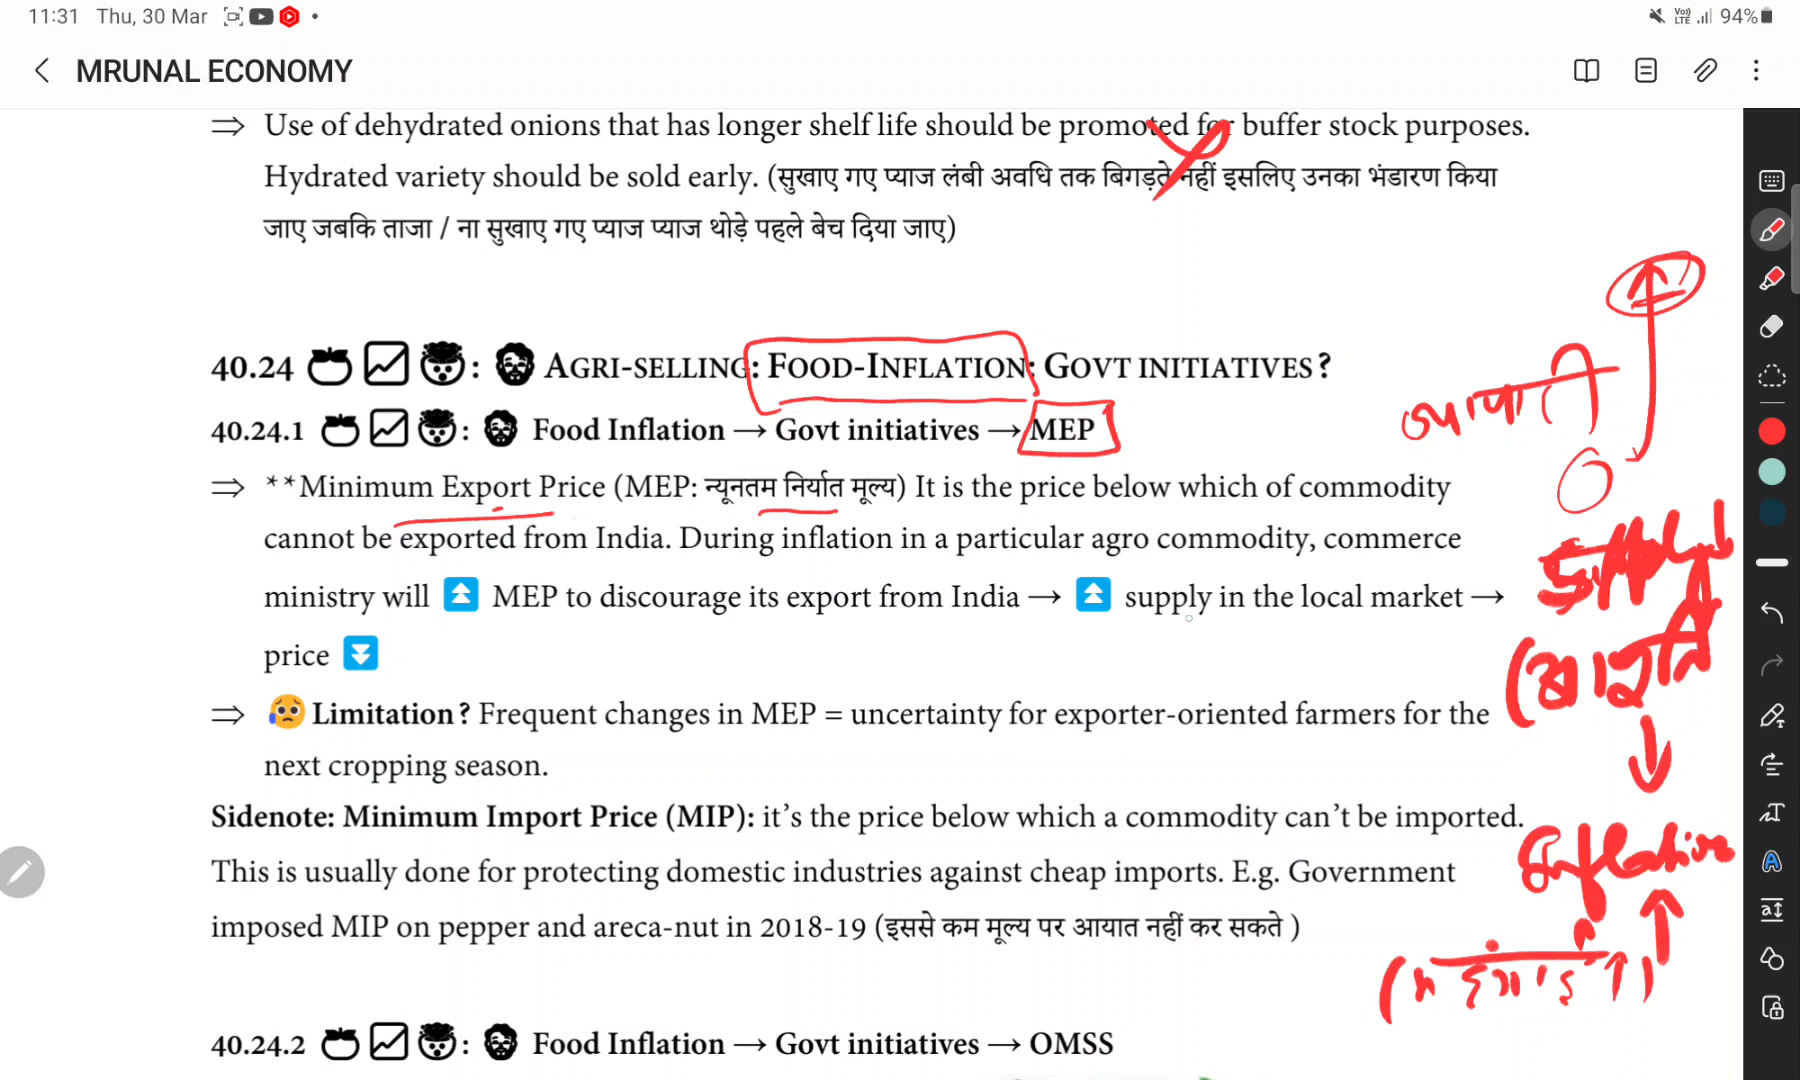 11:31 Thu, 30 Mar
94%
MRUNAL ECONOMY
⇒ Use of dehydrated onions that has longer shelf life should be promoted for buffer stock purposes.
Hydrated variety should be sold early. (सुखाए गए प्याज लंबी अवधि तक बिगड़ते नहीं इसलिए उनका भंडारण किया
जाए जबकि ताजा / ना सुखाए गए प्याज प्याज थोड़े पहले बेच दिया जाए)
40.24 : AGRI-SELLING: FOOD-INFLATION: GOVT INITIATIVES?
40.24.1 : Food Inflation → Govt initiatives → MEP
⇒ **Minimum Export Price (MEP: न्यूनतम निर्यात मूल्य) It is the price below which of commodity
cannot be exported from India. During inflation in a particular agro commodity, commerce
ministry will MEP to discourage its export from India → supply in the local market →
price
⇒ Limitation? Frequent changes in MEP = uncertainty for exporter-oriented farmers for the
next cropping season.
Sidenote: Minimum Import Price (MIP): it's the price below which a commodity can't be imported.
This is usually done for protecting domestic industries against cheap imports. E.g. Government
imposed MIP on pepper and areca-nut in 2018-19 (इससे कम मूल्य पर आयात नहीं कर सकते )
40.24.2 : Food Inflation → Govt initiatives → OMSS
Inflation